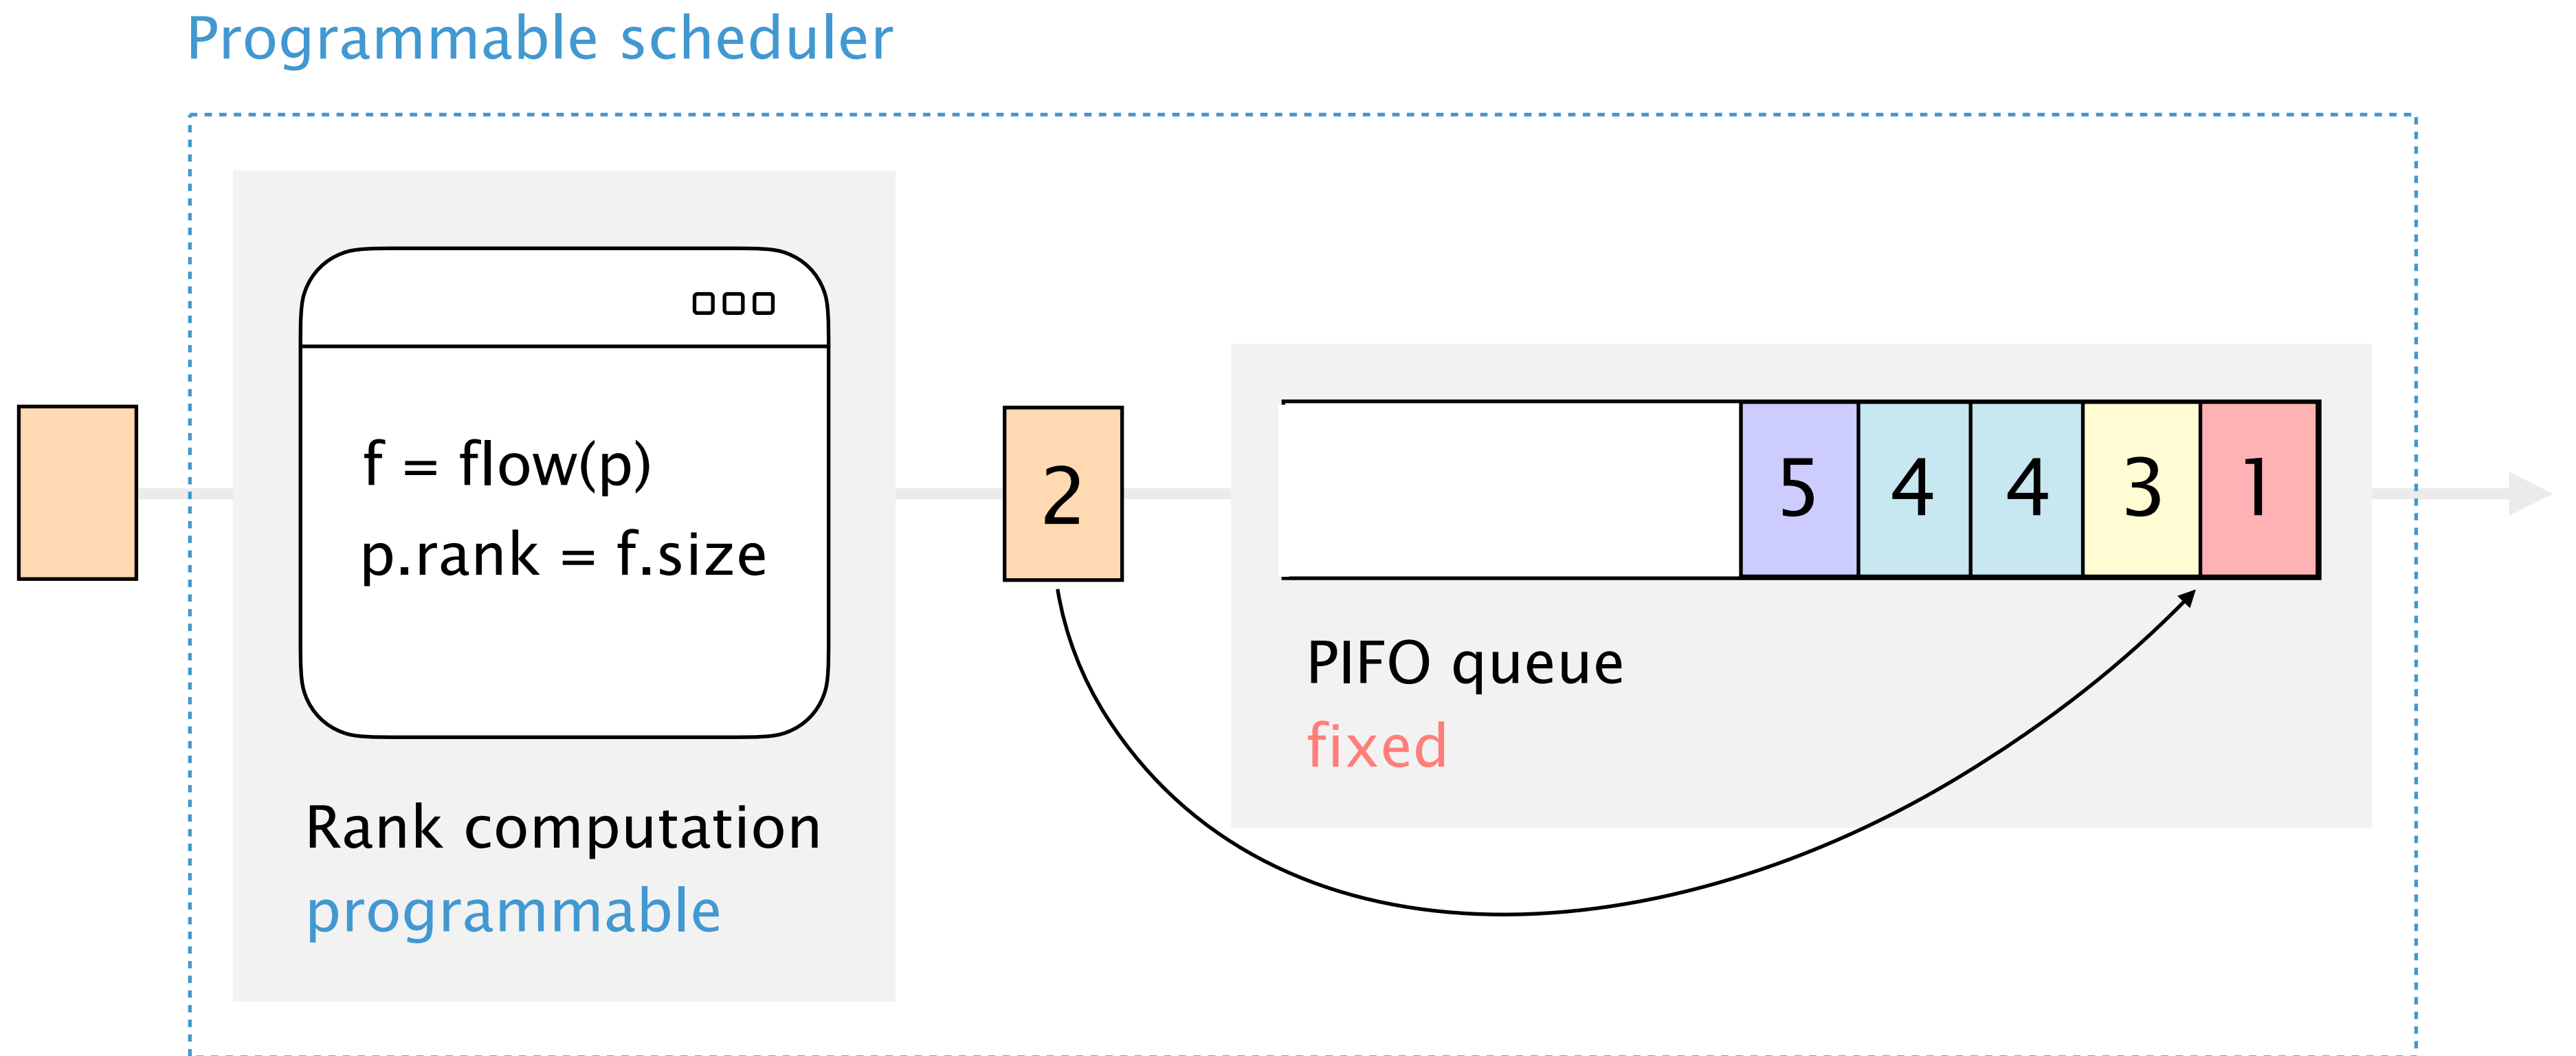 Programmable scheduler
f = flow(p)
p.rank = f.size
Rank computation
programmable
2
5 4 4 3 1
PIFO queue
fixed